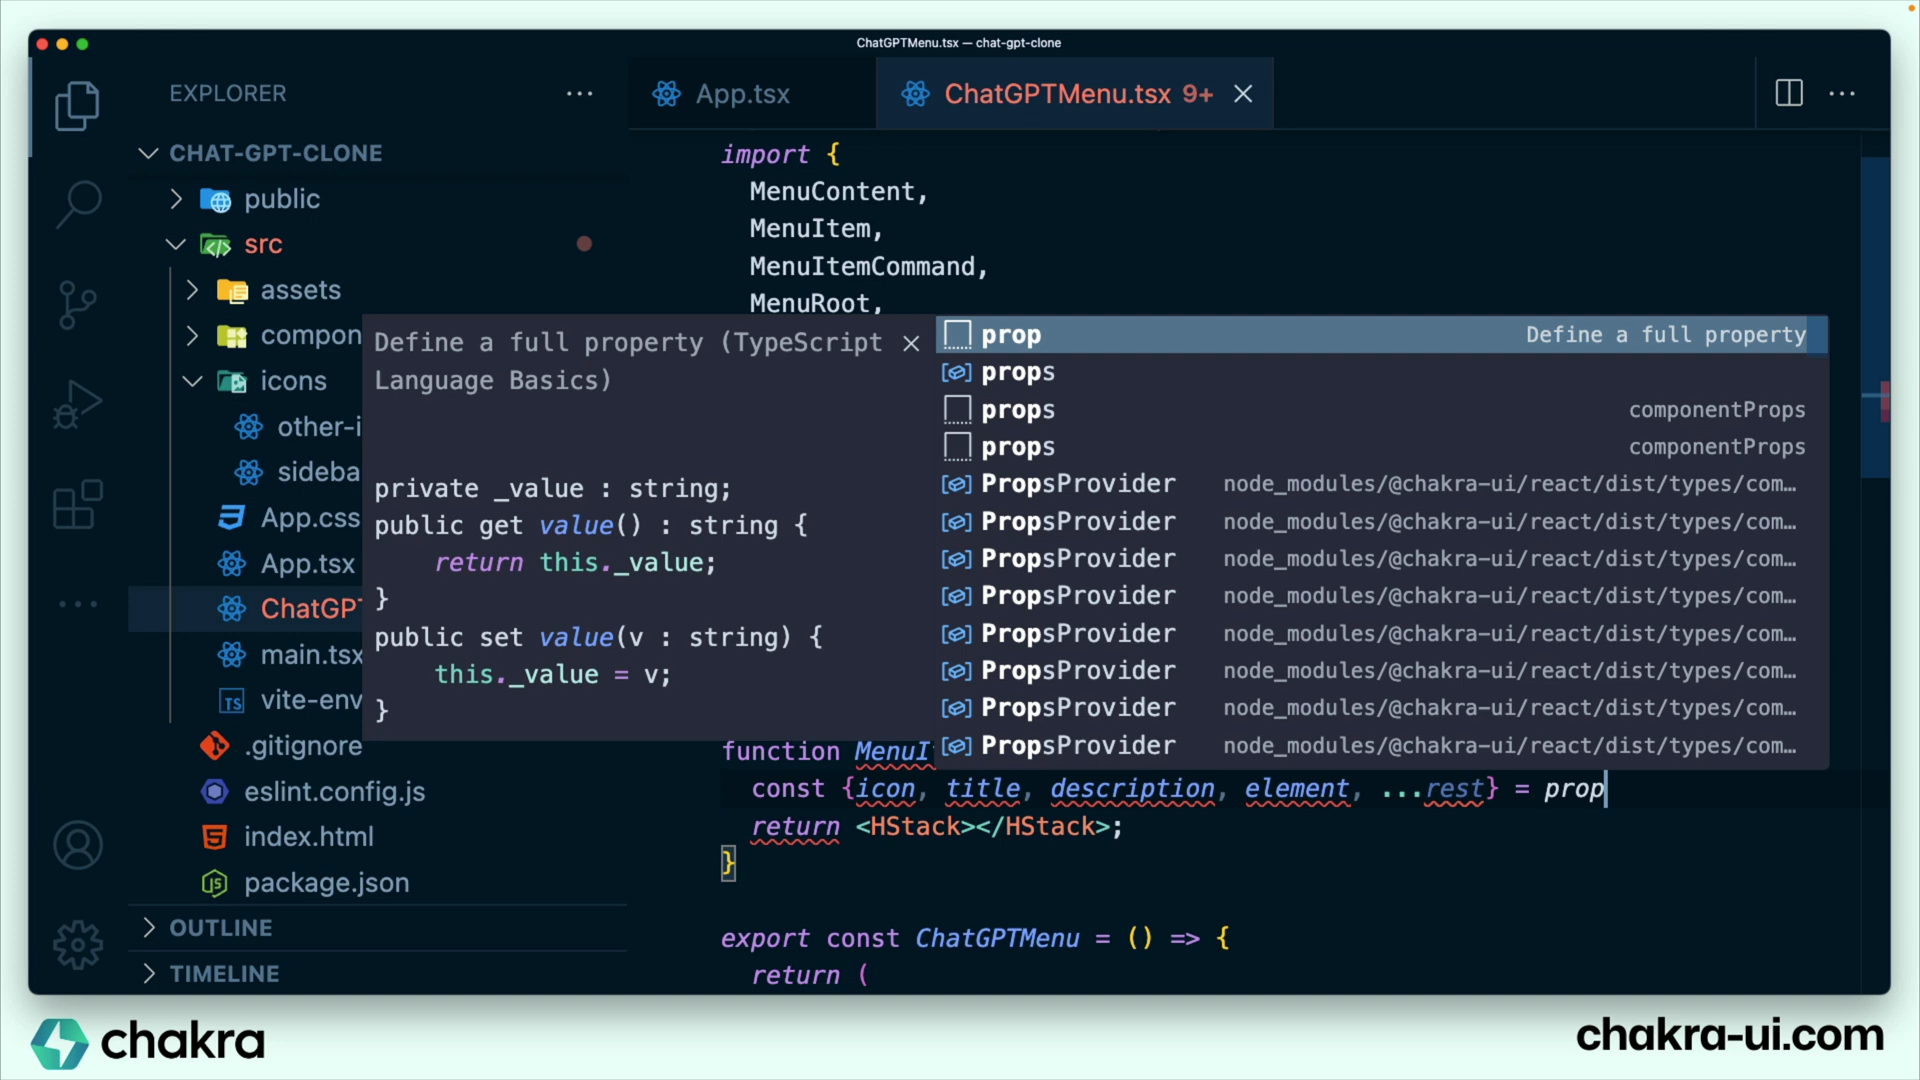 ChatGPTMenu.tsx — chat-gpt-clone
EXPLORER
CHAT-GPT-CLONE
public
src
assets
compon
icons
other-i
sideba
App.css
App.tsx
ChatGPT
main.tsx
vite-env
.gitignore
eslint.config.js
index.html
package.json
OUTLINE
TIMELINE
App.tsx
ChatGPTMenu.tsx 9+
import {
MenuContent,
MenuItem,
MenuItemCommand,
MenuRoot,
Define a full property (TypeScript
Language Basics)
private _value : string;
public get value() : string {
return this._value;
}
public set value(v : string) {
this._value = v;
}
prop Define a full property
props
props componentProps
props componentProps
PropsProvider node_modules/@chakra-ui/react/dist/types/com…
PropsProvider node_modules/@chakra-ui/react/dist/types/com…
PropsProvider node_modules/@chakra-ui/react/dist/types/com…
PropsProvider node_modules/@chakra-ui/react/dist/types/com…
PropsProvider node_modules/@chakra-ui/react/dist/types/com…
PropsProvider node_modules/@chakra-ui/react/dist/types/com…
PropsProvider node_modules/@chakra-ui/react/dist/types/com…
PropsProvider node_modules/@chakra-ui/react/dist/types/com…
function MenuI
const {icon, title, description, element, ...rest} = prop
return <HStack></HStack>;
}
export const ChatGPTMenu = () => {
return (
chakra
chakra-ui.com